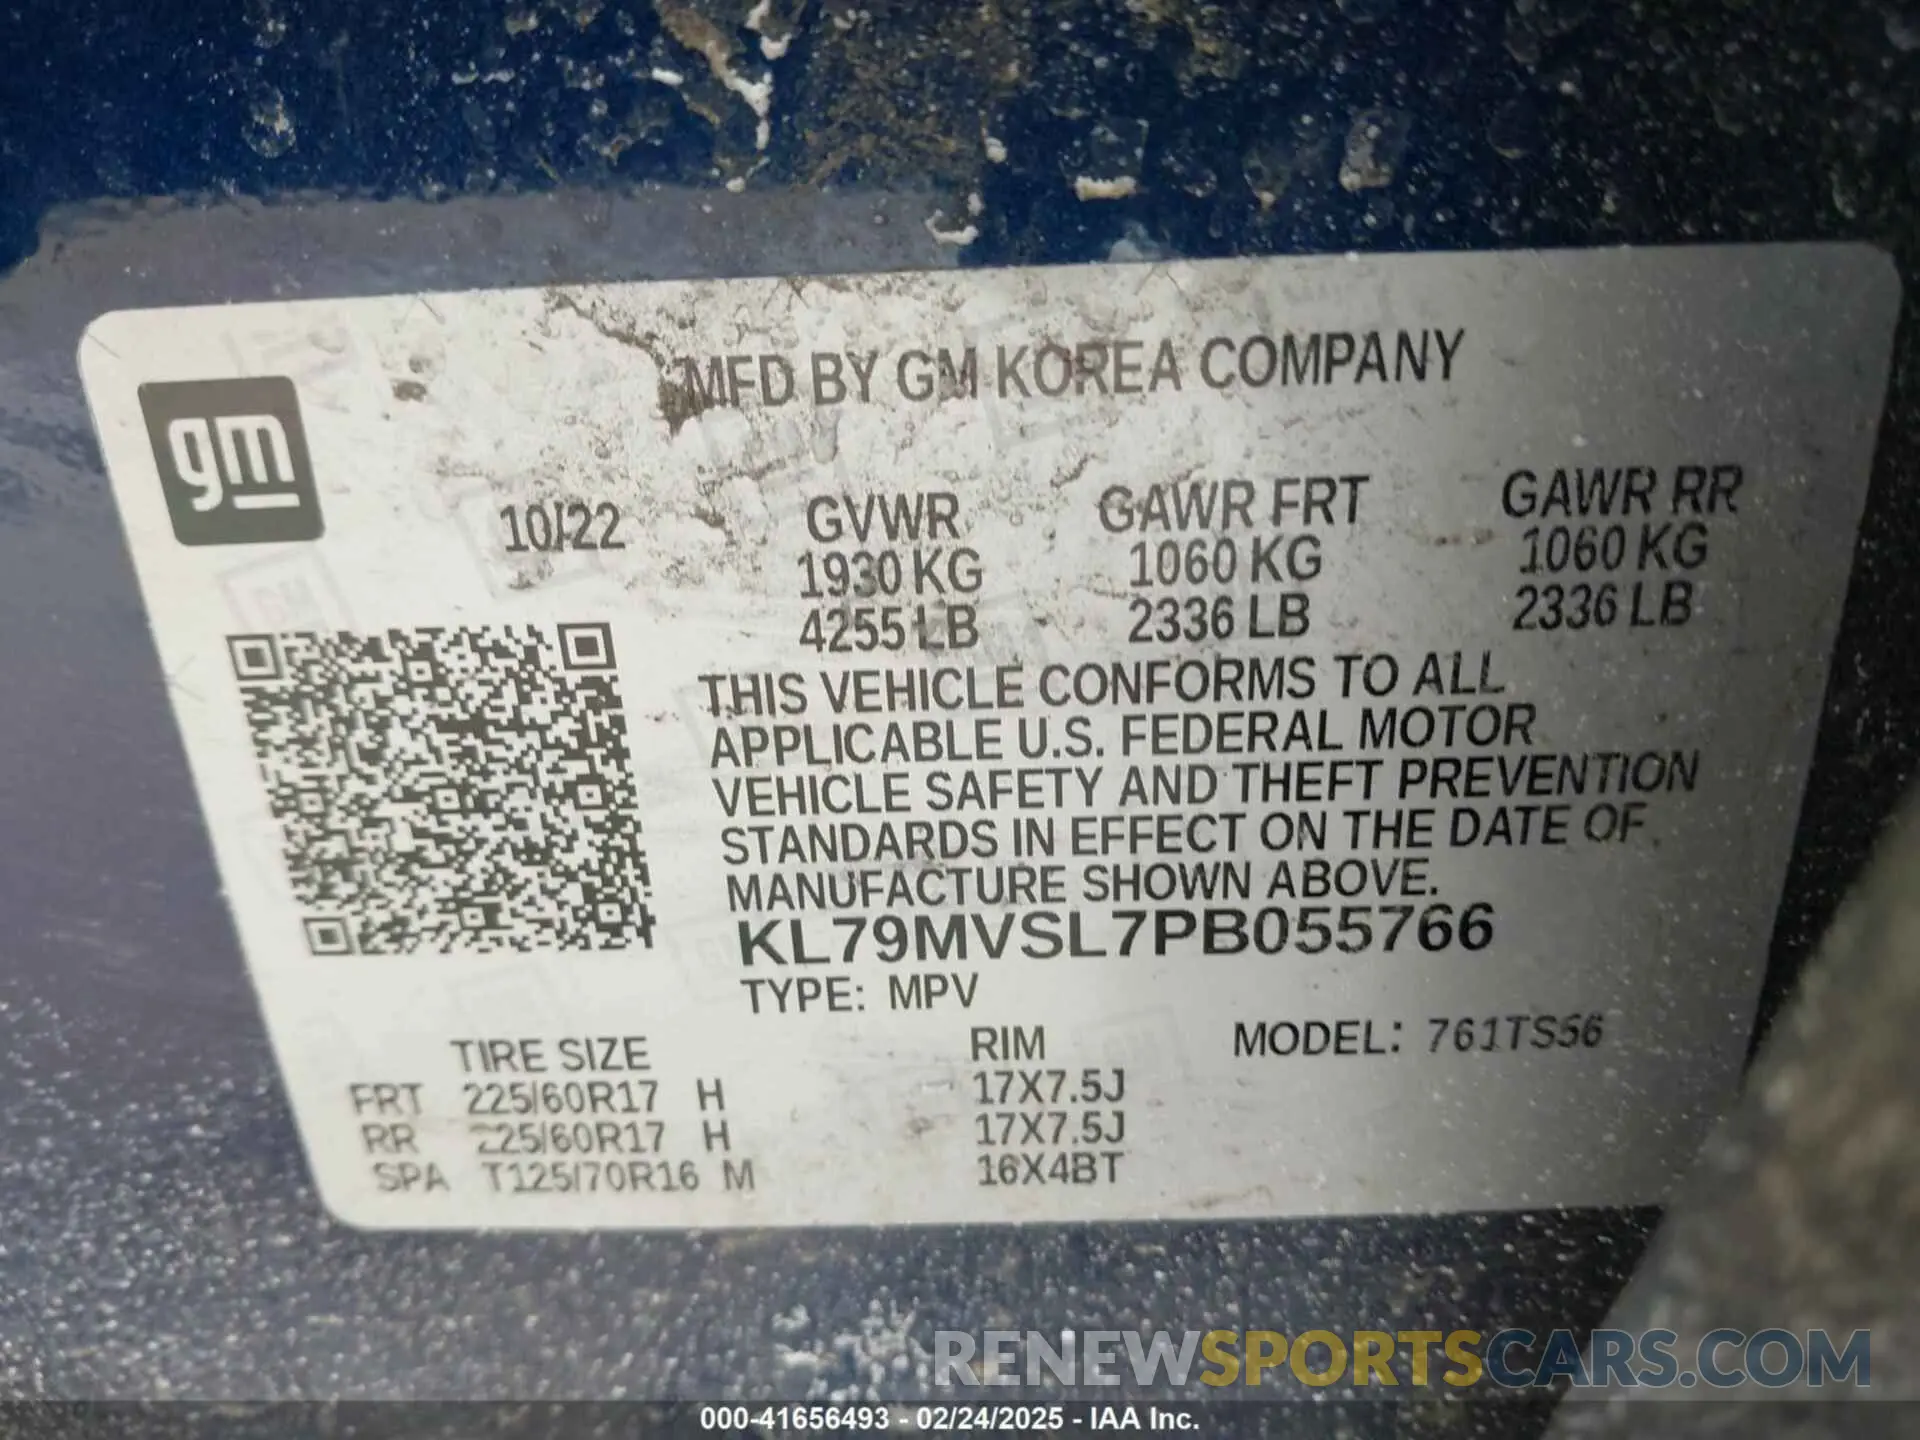 MFD BY GM KOREA COMPANY
gm
10/22 GVWR GAWR FRT GAWR RR
1930 KG 1060 KG 1060 KG
4255 LB 2336 LB 2336 LB
THIS VEHICLE CONFORMS TO ALL
APPLICABLE U.S. FEDERAL MOTOR
VEHICLE SAFETY AND THEFT PREVENTION
STANDARDS IN EFFECT ON THE DATE OF
MANUFACTURE SHOWN ABOVE.
KL79MVSL7PB055766
TYPE: MPV
TIRE SIZE RIM MODEL: 761TS56
FRT 225/60R17 H 17X7.5J
RR 225/60R17 H 17X7.5J
SPA T125/70R16 M 16X4BT
RENEWSPORTSCARS.COM
000-41656493 - 02/24/2025 - IAA Inc.